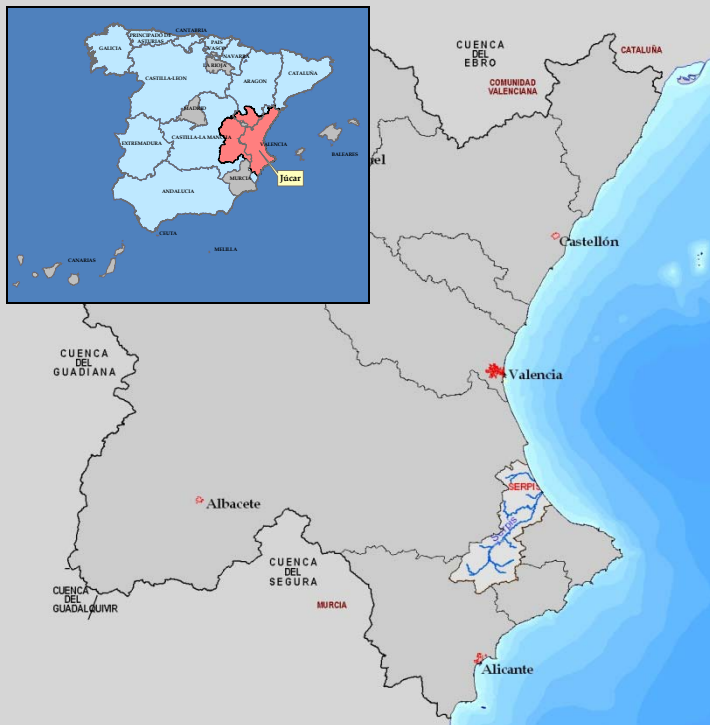 CANTABRIA
PRINCIPADO DE
ASTURIAS
PAIS
VASCO
GALICIA
NAVARRA
LA RIOJA
CATALUÑA
CASTILLA-LEON
ARAGON
MADRID
EXTREMADURA
CASTILLA-LA MANCHA
VALENCIA
BALEARES
MURCIA
Júcar
ANDALUCIA
CEUTA
MELILLA
CANARIAS
CUENCA
DEL
EBRO
CATALUÑA
COMUNIDAD
VALENCIANA
uel
Castellón
CUENCA
DEL
GUADIANA
Valencia
SERPIS
Serpis
Albacete
CUENCA
DEL
SEGURA
CUENCA
DEL
GUADALQUIVIR
MURCIA
Alicante